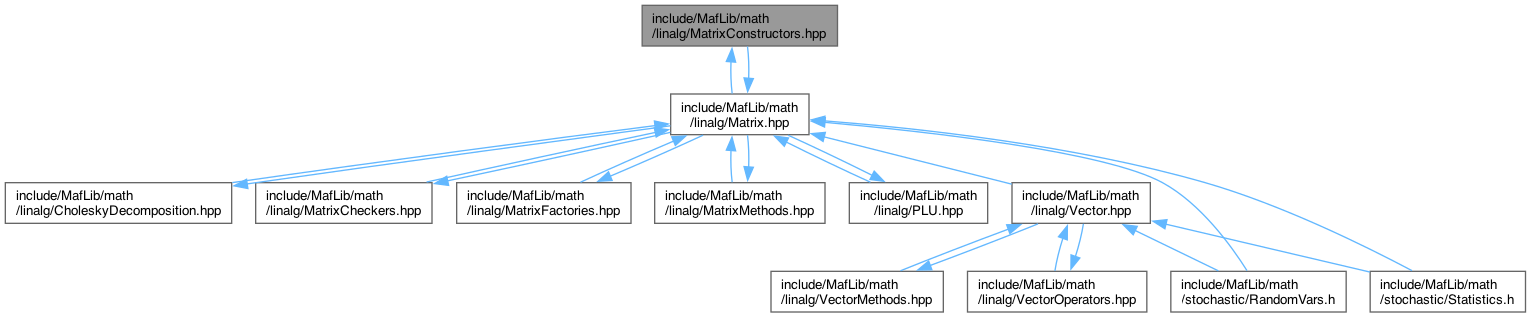 include/MafLib/math
/linalg/MatrixConstructors.hpp
include/MafLib/math
/linalg/Matrix.hpp
include/MafLib/math
/linalg/CholeskyDecomposition.hpp
include/MafLib/math
/linalg/MatrixCheckers.hpp
include/MafLib/math
/linalg/MatrixFactories.hpp
include/MafLib/math
/linalg/MatrixMethods.hpp
include/MafLib/math
/linalg/PLU.hpp
include/MafLib/math
/linalg/Vector.hpp
include/MafLib/math
/linalg/VectorMethods.hpp
include/MafLib/math
/linalg/VectorOperators.hpp
include/MafLib/math
/stochastic/RandomVars.h
include/MafLib/math
/stochastic/Statistics.h